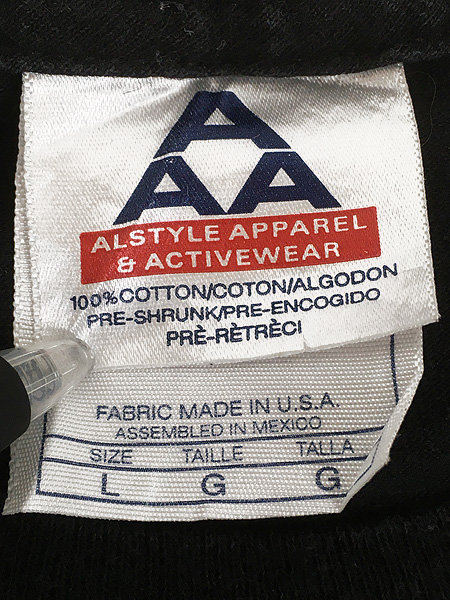 A
AA
ALSTYLE APPAREL
& ACTIVEWEAR
100% COTTON/COTON/ALGODON
PRE-SHRUNK/PRE-ENCOGIDO
PRÈ-RÈTRÈCI
FABRIC MADE IN U.S.A.
ASSEMBLED IN MEXICO
SIZE TAILLE TALLA
L G G